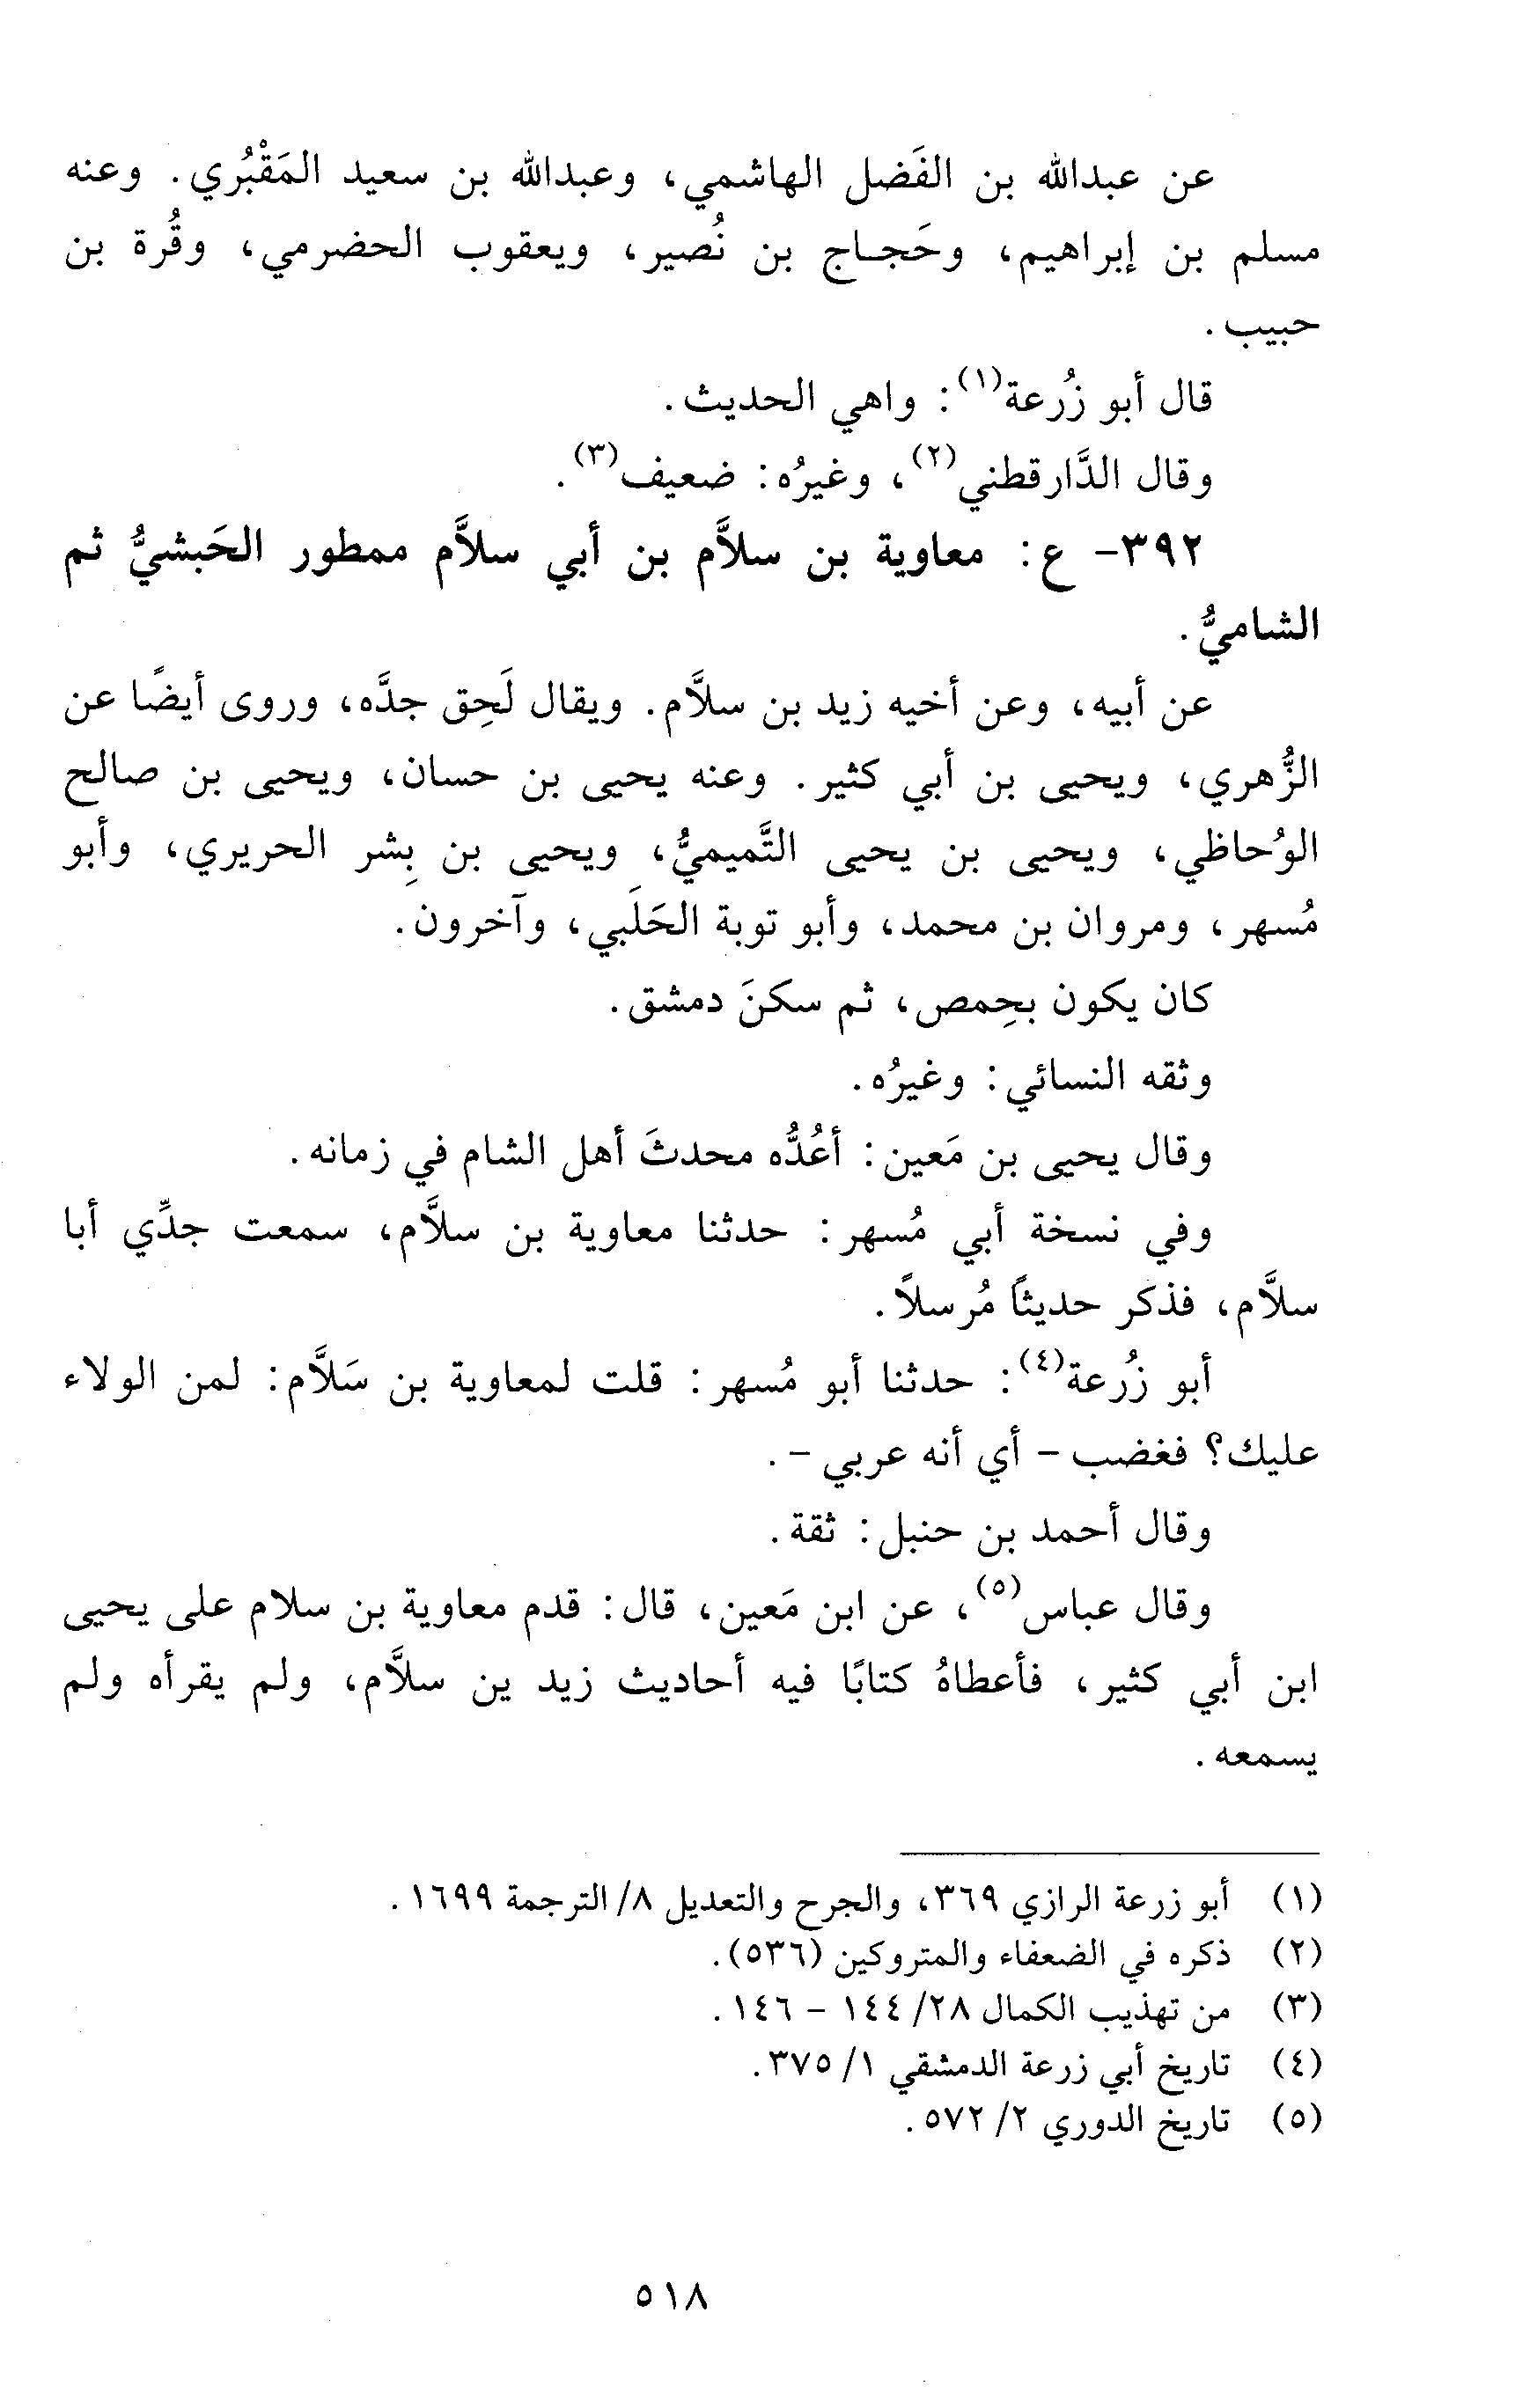 عن عبدالله بن الفَضل الهاشمي، وعبدالله بن سعيد المَقْبُري. وعنه
مسلم بن إبراهيم، وحَجاج بن نُصير، ويعقوب الحضرمي، وقُرة بن
حبيب.
قال أبو زُرعة(١): واهي الحديث.
وقال الدَّارقطني(٢)، وغيرُه: ضعيف(٣).
٣٩٢- ع: معاوية بن سلاَّم بن أبي سلاَّم ممطور الحَبشيُّ ثم
الشاميُّ.
عن أبيه، وعن أخيه زيد بن سلاَّم. ويقال لَحِق جدَّه، وروى أيضًا عن
الزُّهري، ويحيى بن أبي كثير. وعنه يحيى بن حسان، ويحيى بن صالح
الوُحاظي، ويحيى بن يحيى التَّميميُّ، ويحيى بن بِشر الحريري، وأبو
مُسهر، ومروان بن محمد، وأبو توبة الحَلَبي، وآخرون.
كان يكون بحِمص، ثم سكنَ دمشق.
وثقه النسائي: وغيرُه.
وقال يحيى بن مَعين: أعُدُّه محدثَ أهل الشام في زمانه.
وفي نسخة أبي مُسهر: حدثنا معاوية بن سلاَّم، سمعت جدِّي أبا
سلاَّم، فذكر حديثاً مُرسلاً.
أبو زُرعة(٤): حدثنا أبو مُسهر: قلت لمعاوية بن سَلاَّم: لمن الولاء
عليك؟ فغضب - أي أنه عربي -.
وقال أحمد بن حنبل: ثقة.
وقال عباس(٥)، عن ابن مَعين، قال: قدم معاوية بن سلام على يحيى
ابن أبي كثير، فأعطاهُ كتابًا فيه أحاديث زيد ين سلاَّم، ولم يقرأه ولم
يسمعه.
(١) أبو زرعة الرازي ٣٦٩، والجرح والتعديل ٨/ الترجمة ١٦٩٩.
(٢) ذكره في الضعفاء والمتروكين (٥٣٦).
(٣) من تهذيب الكمال ٢٨/ ١٤٤ - ١٤٦.
(٤) تاريخ أبي زرعة الدمشقي ١/ ٣٧٥.
(٥) تاريخ الدوري ٢/ ٥٧٢.
٥١٨